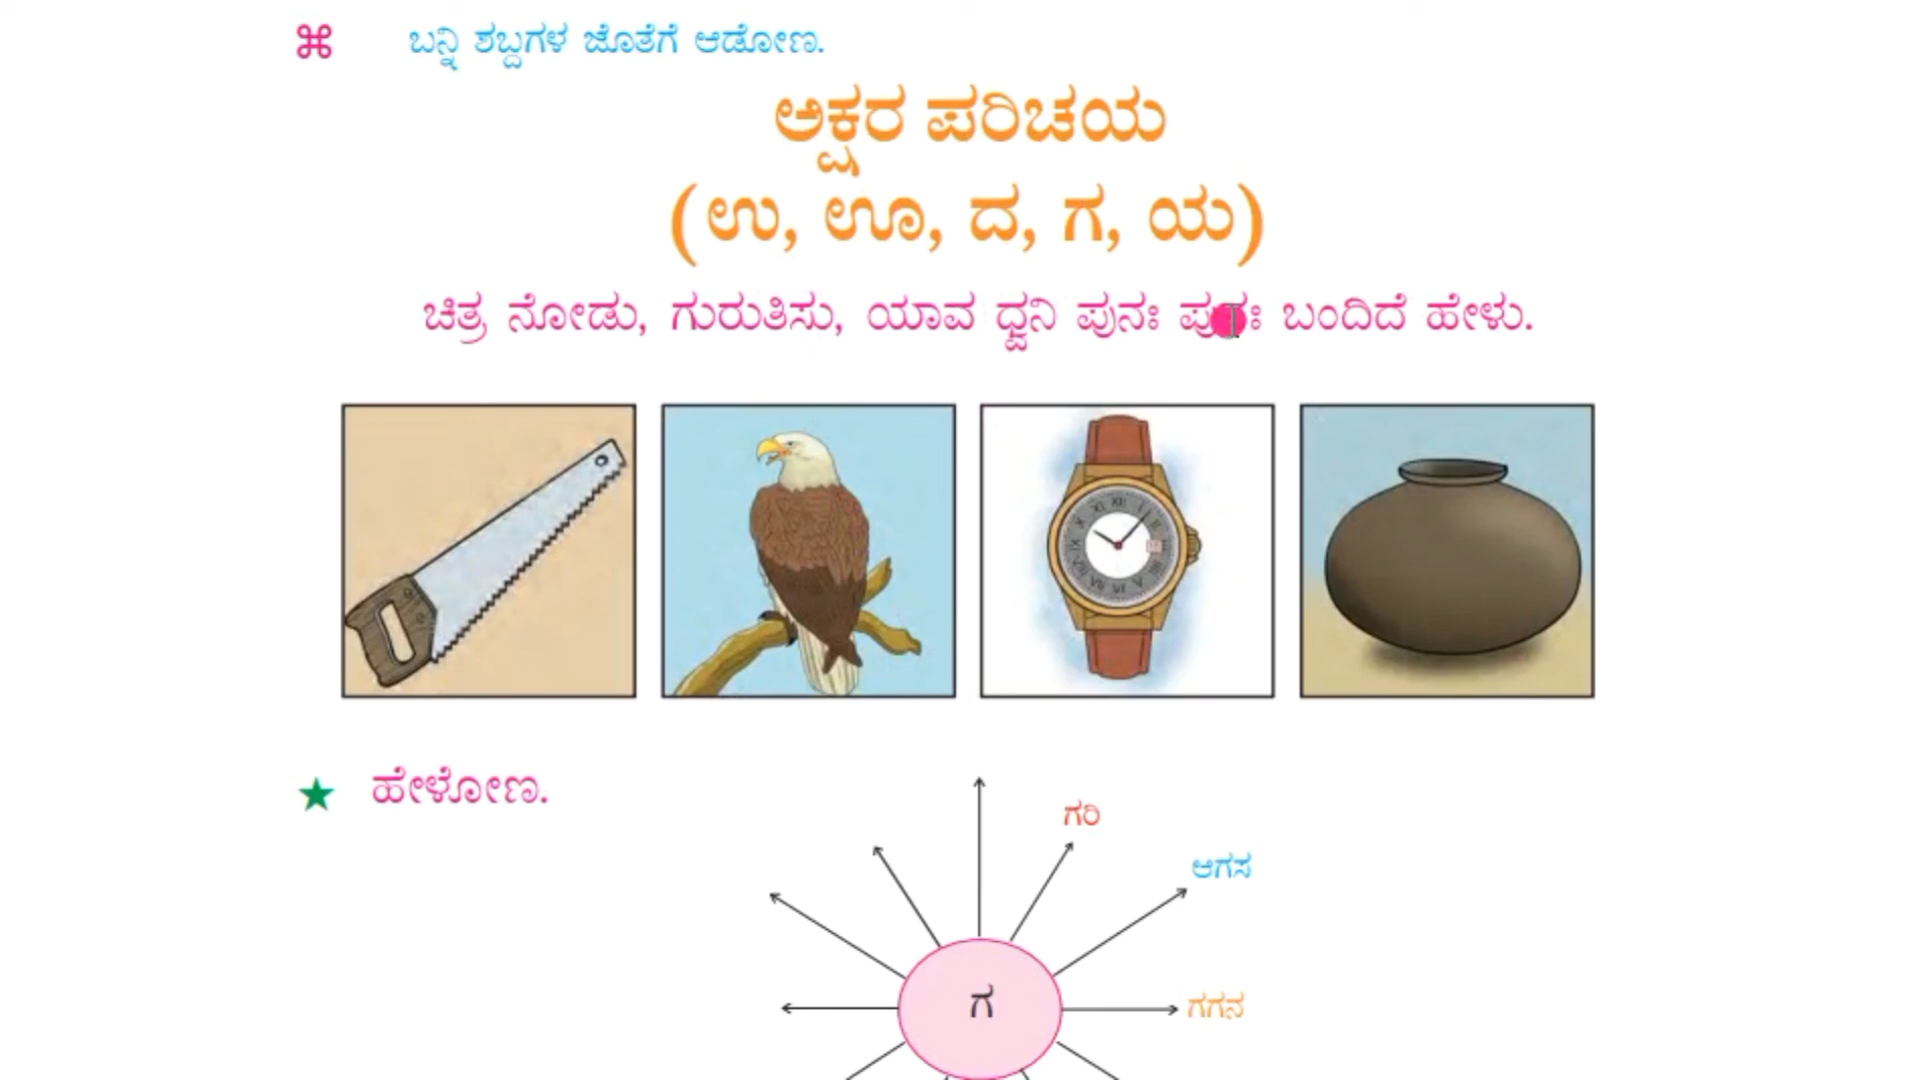 ಬನ್ನಿ ಶಬ್ದಗಳ ಜೊತೆಗೆ ಆಡೋಣ.
ಅಕ್ಷರ ಪರಿಚಯ
(ಉ, ಊ, ದ, ಗ, ಯ)
ಚಿತ್ರ ನೋಡು, ಗುರುತಿಸು, ಯಾವ ಧ್ವನಿ ಪುನಃ ಪುನಃ ಬಂದಿದೆ ಹೇಳು.
ಹೇಳೋಣ.
ಗರಿ
ಆಗಸ
ಗ
ಗಗನ